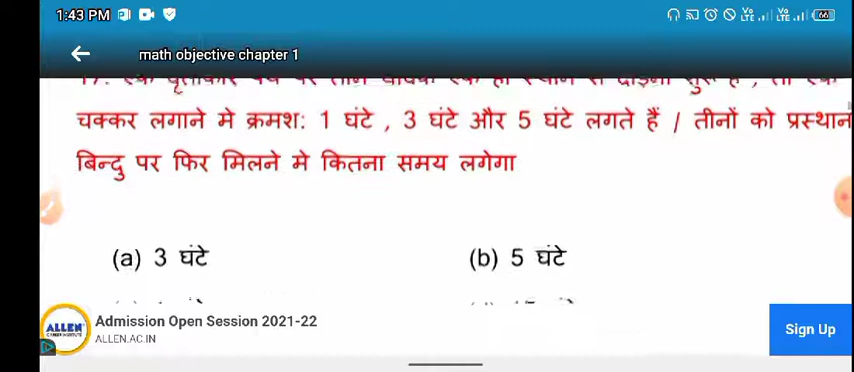 1:43 PM
66
math objective chapter 1
चक्कर लगाने मे क्रमश: 1 घंटे , 3 घंटे और 5 घंटे लगते हैं / तीनों को प्रस्थान
बिन्दु पर फिर मिलने मे कितना समय लगेगा
(a) 3 घंटे
(b) 5 घंटे
ALLEN
Admission Open Session 2021-22
ALLEN.AC.IN
Sign Up